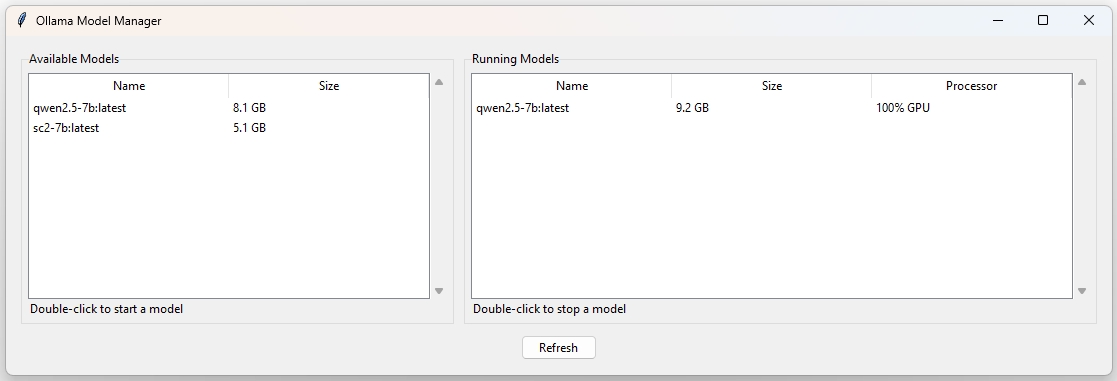 Ollama Model Manager
Available Models
Name Size
qwen2.5-7b:latest 8.1 GB
sc2-7b:latest 5.1 GB
Double-click to start a model
Running Models
Name Size Processor
qwen2.5-7b:latest 9.2 GB 100% GPU
Double-click to stop a model
Refresh